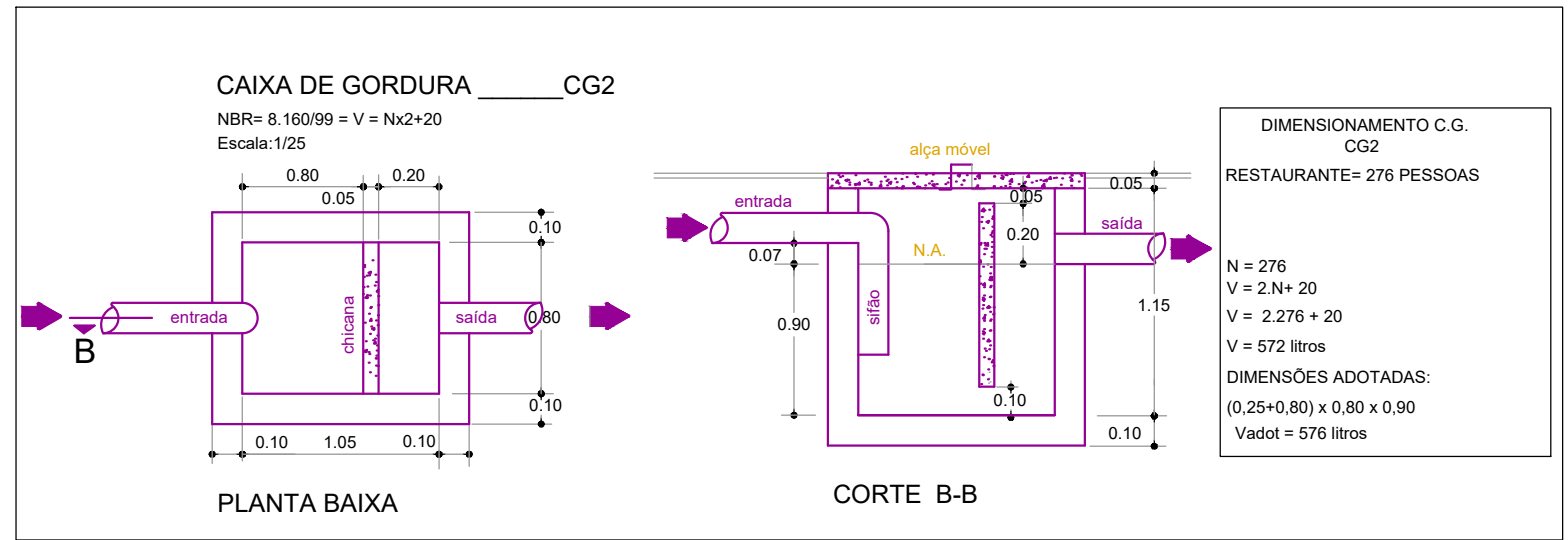 CAIXA DE GORDURA ______CG2
NBR= 8.160/99 = V = Nx2+20
Escala:1/25
0.80
0.20
0.05
0.10
entrada
chicana
saída
0.80
B
0.10
0.10
1.05
0.10
PLANTA BAIXA
alça móvel
0.05
entrada
0.05
saída
0.20
0.07
N.A.
sifão
1.15
0.90
0.10
0.10
CORTE B-B
DIMENSIONAMENTO C.G.
CG2
RESTAURANTE= 276 PESSOAS
N = 276
V = 2.N+ 20
V = 2.276 + 20
V = 572 litros
DIMENSÕES ADOTADAS:
(0,25+0,80) x 0,80 x 0,90
Vadot = 576 litros